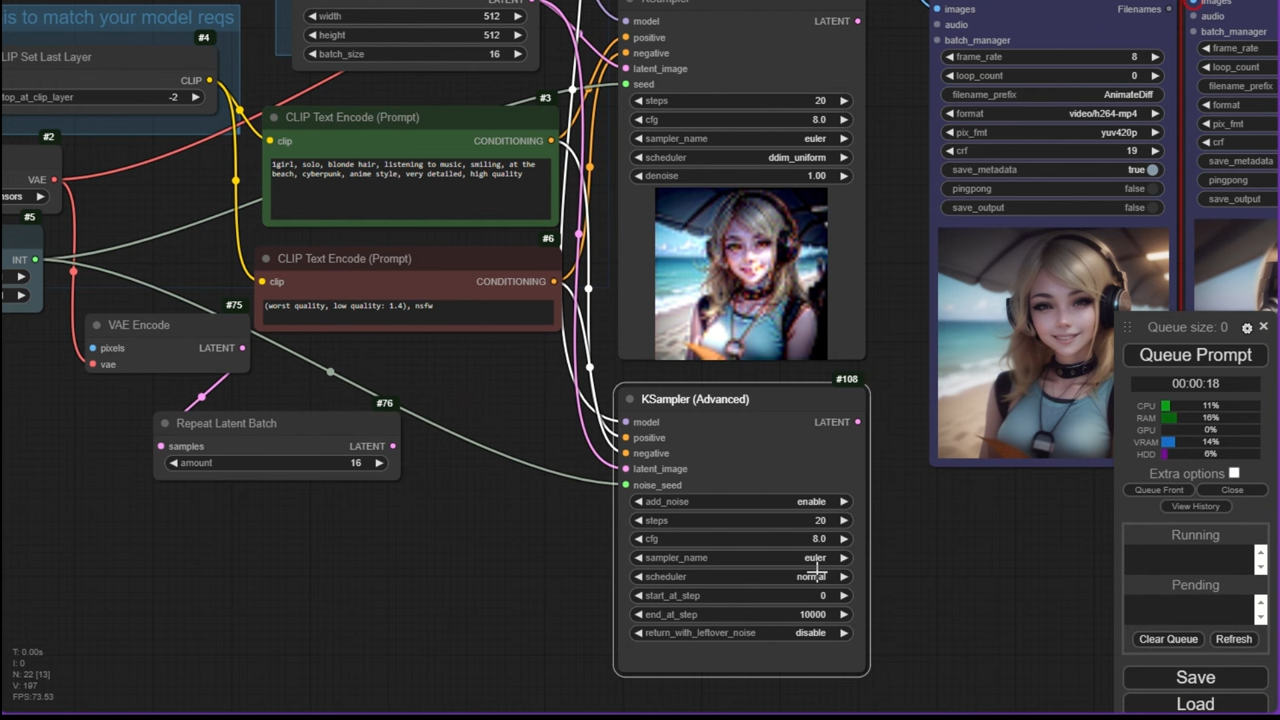 is to match your model reqs
#4
CLIP Set Last Layer
CLIP
top_at_clip_layer
-2
#2
VAE
nsors
#5
INT
#75
VAE Encode
pixels
LATENT
vae
#76
Repeat Latent Batch
samples
LATENT
amount
16
LATENT
width
512
height
512
batch_size
16
#3
CLIP Text Encode (Prompt)
clip
CONDITIONING
1girl, solo, blonde hair, listening to music, smiling, at the
beach, cyberpunk, anime style, very detailed, high quality
#6
CLIP Text Encode (Prompt)
clip
CONDITIONING
(worst quality, low quality: 1.4), nsfw
KSampler
model
LATENT
positive
negative
latent_image
seed
steps
20
cfg
8.0
sampler_name
euler
scheduler
ddim_uniform
denoise
1.00
#108
KSampler (Advanced)
model
LATENT
positive
negative
latent_image
noise_seed
add_noise
enable
steps
20
cfg
8.0
sampler_name
euler
scheduler
normal
start_at_step
0
end_at_step
10000
return_with_leftover_noise
disable
images
Filenames
audio
batch_manager
frame_rate
8
loop_count
0
filename_prefix
AnimateDiff
format
video/h264-mp4
pix_fmt
yuv420p
crf
19
save_metadata
true
pingpong
false
save_output
false
images
audio
batch_manager
frame_rate
loop_count
filename_prefix
format
pix_fmt
crf
save_metadata
pingpong
save_output
Queue size: 0
Queue Prompt
00:00:18
CPU
11%
RAM
16%
GPU
0%
VRAM
14%
HDD
6%
Extra options
Queue Front
Close
View History
Running
Pending
Clear Queue
Refresh
Save
Load
T: 0.00s
I: 0
N: 22 [13]
V: 197
FPS:73.53